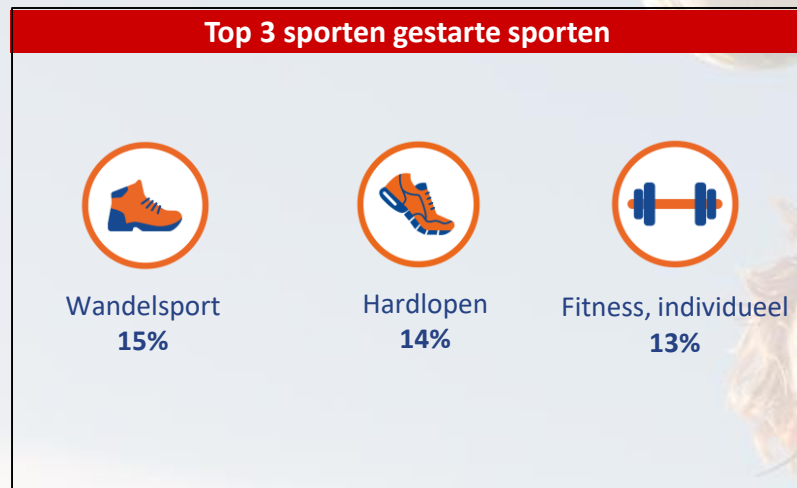 Top 3 sporten gestarte sporten
Wandelsport
15%
Hardlopen
14%
Fitness, individueel
13%